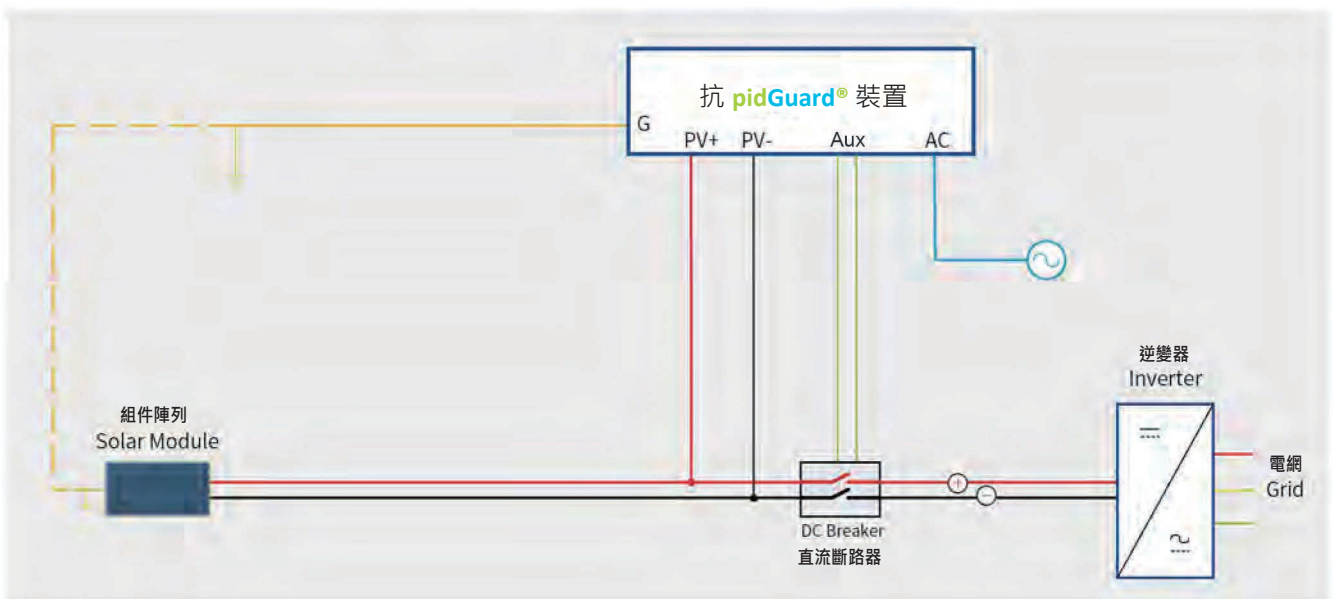 抗 pidGuard® 裝置
G
PV+ PV- Aux AC
逆變器
Inverter
組件陣列
Solar Module
電網
Grid
DC Breaker
直流斷路器